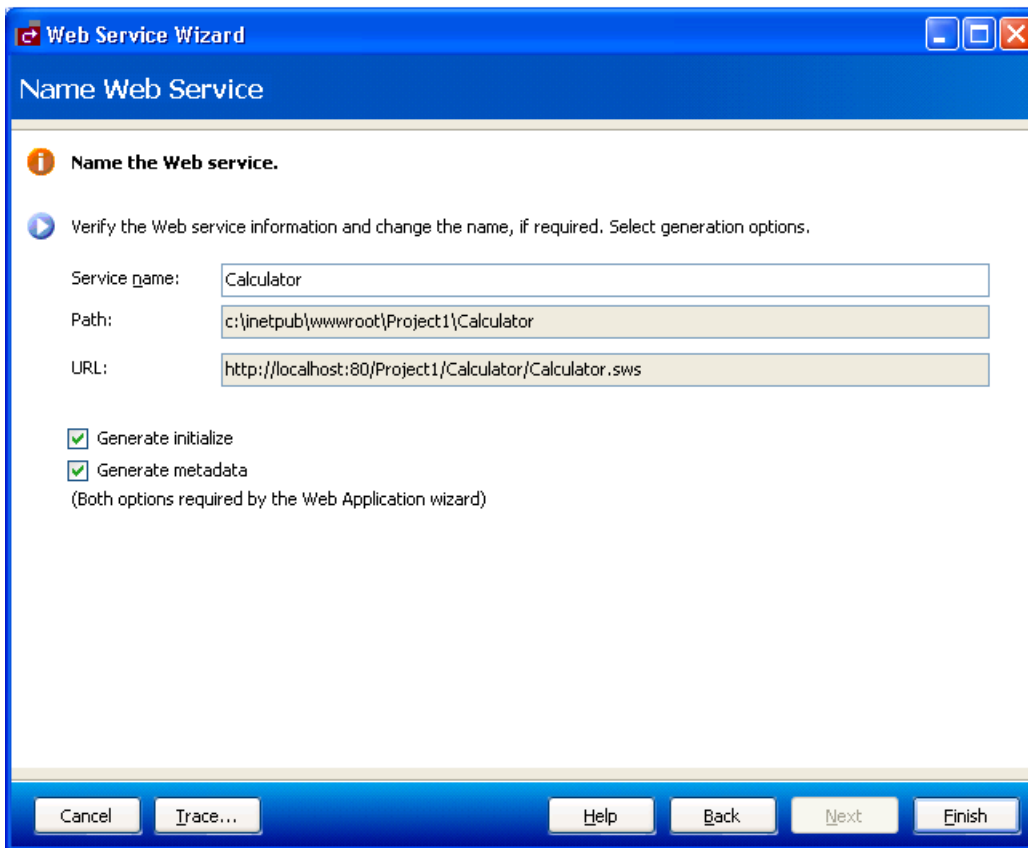 Web Service Wizard
Name Web Service
Name the Web service.
Verify the Web service information and change the name, if required. Select generation options.
Service name: Calculator
Path: c:\inetpub\wwwroot\Project1\Calculator
URL: http://localhost:80/Project1/Calculator/Calculator.sws
Generate initialize
Generate metadata
(Both options required by the Web Application wizard)
Cancel Trace... Help Back Next Finish